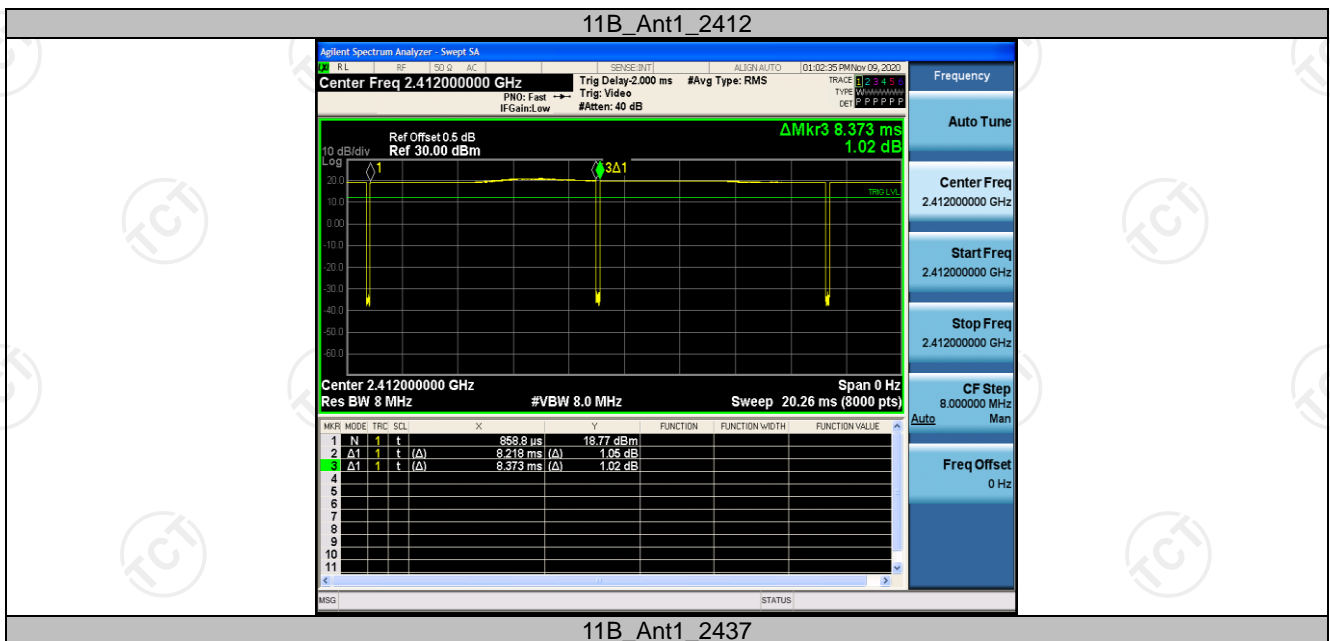 11B_Ant1_2412
Agilent Spectrum Analyzer - Swept SA
RL RF 50 Ω AC SENSE:INT ALIGN AUTO 01:02:35 PM Nov 09, 2020
Center Freq 2.412000000 GHz
PNO: Fast
IFGain:Low
Trig Delay-2.000 ms
Trig: Video
#Atten: 40 dB
#Avg Type: RMS
TRACE 1 2 3 4 5 6
TYPE W
DET P P P P P P
Frequency
Auto Tune
Center Freq
2.412000000 GHz
Start Freq
2.412000000 GHz
Stop Freq
2.412000000 GHz
CF Step
8.000000 MHz
Auto Man
Freq Offset
0 Hz
Ref Offset 0.5 dB
10 dB/div Ref 30.00 dBm
Log
ΔMkr3 8.373 ms
1.02 dB
1
3Δ1
TRIG LVL
20.0
10.0
0.00
-10.0
-20.0
-30.0
-40.0
-50.0
-60.0
Center 2.412000000 GHz Span 0 Hz
Res BW 8 MHz #VBW 8.0 MHz Sweep 20.26 ms (8000 pts)
MKR MODE TRC SCL X Y FUNCTION FUNCTION WIDTH FUNCTION VALUE
1 N 1 t 858.8 µs 18.77 dBm
2 Δ1 1 t (Δ) 8.218 ms (Δ) 1.05 dB
3 Δ1 1 t (Δ) 8.373 ms (Δ) 1.02 dB
4
5
6
7
8
9
10
11
MSG STATUS
11B_Ant1_2437
TCT
TCT
TCT
TCT